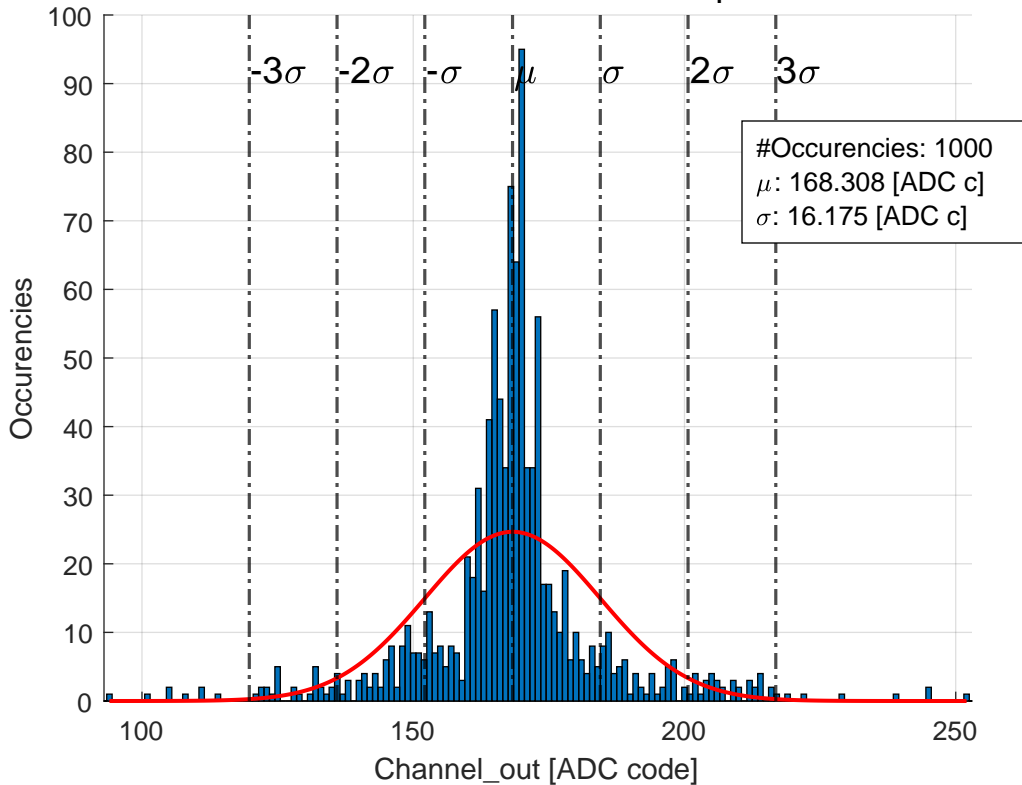 100
90
80
70
60
50
40
30
20
10
0
-3σ
-2σ
-σ
μ
σ
2σ
3σ
#Occurencies: 1000
μ: 168.308 [ADC c]
σ: 16.175 [ADC c]
Occurencies
100
150
200
250
Channel_out [ADC code]